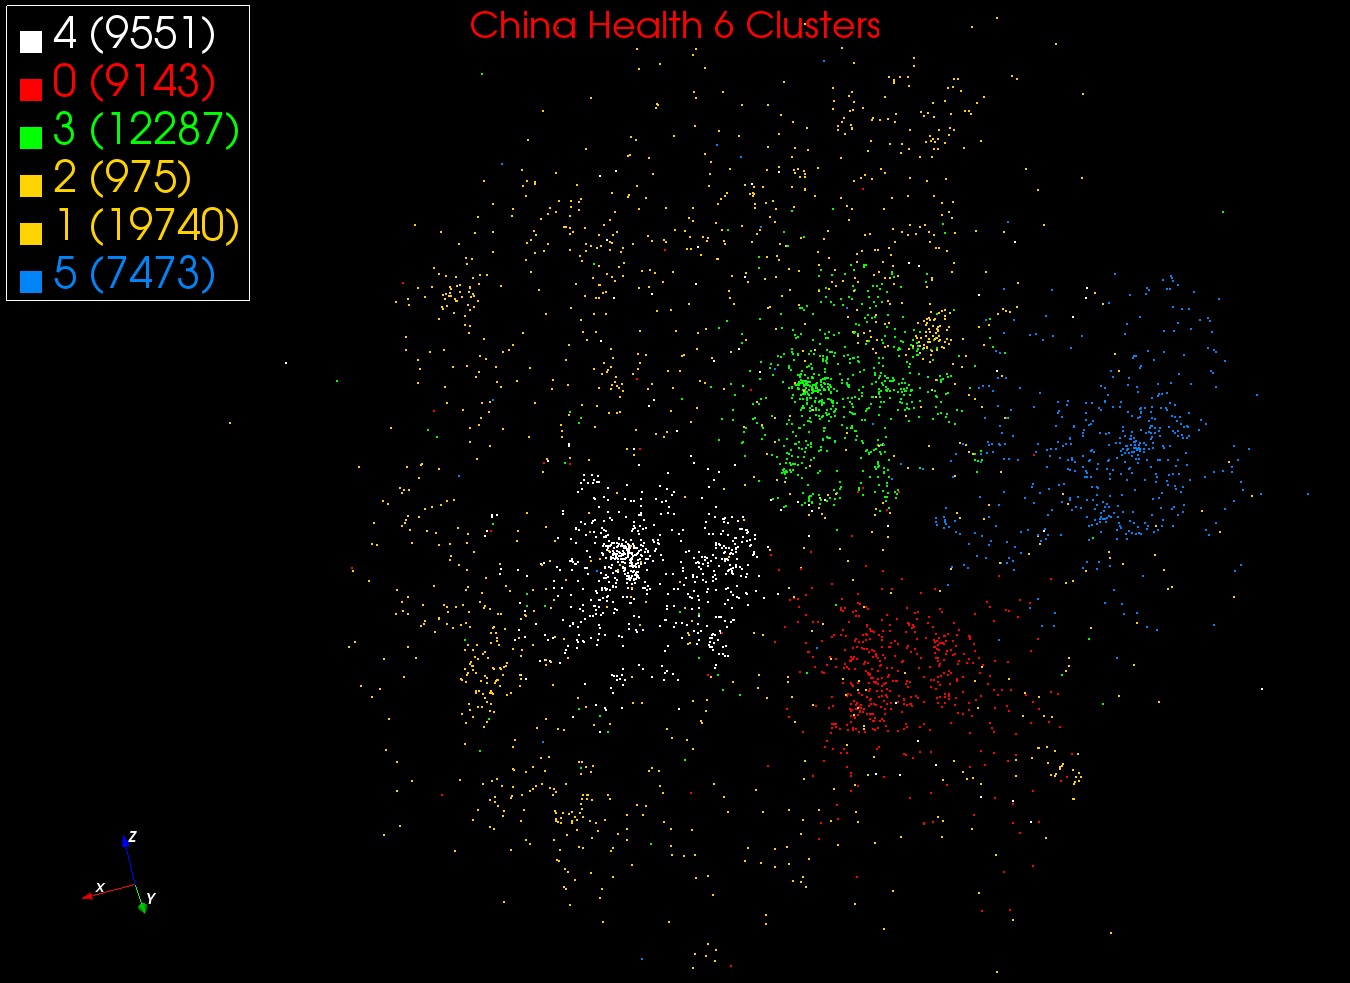 China Health 6 Clusters
4 (9551)
0 (9143)
3 (12287)
2 (975)
1 (19740)
5 (7473)
Z
X
Y